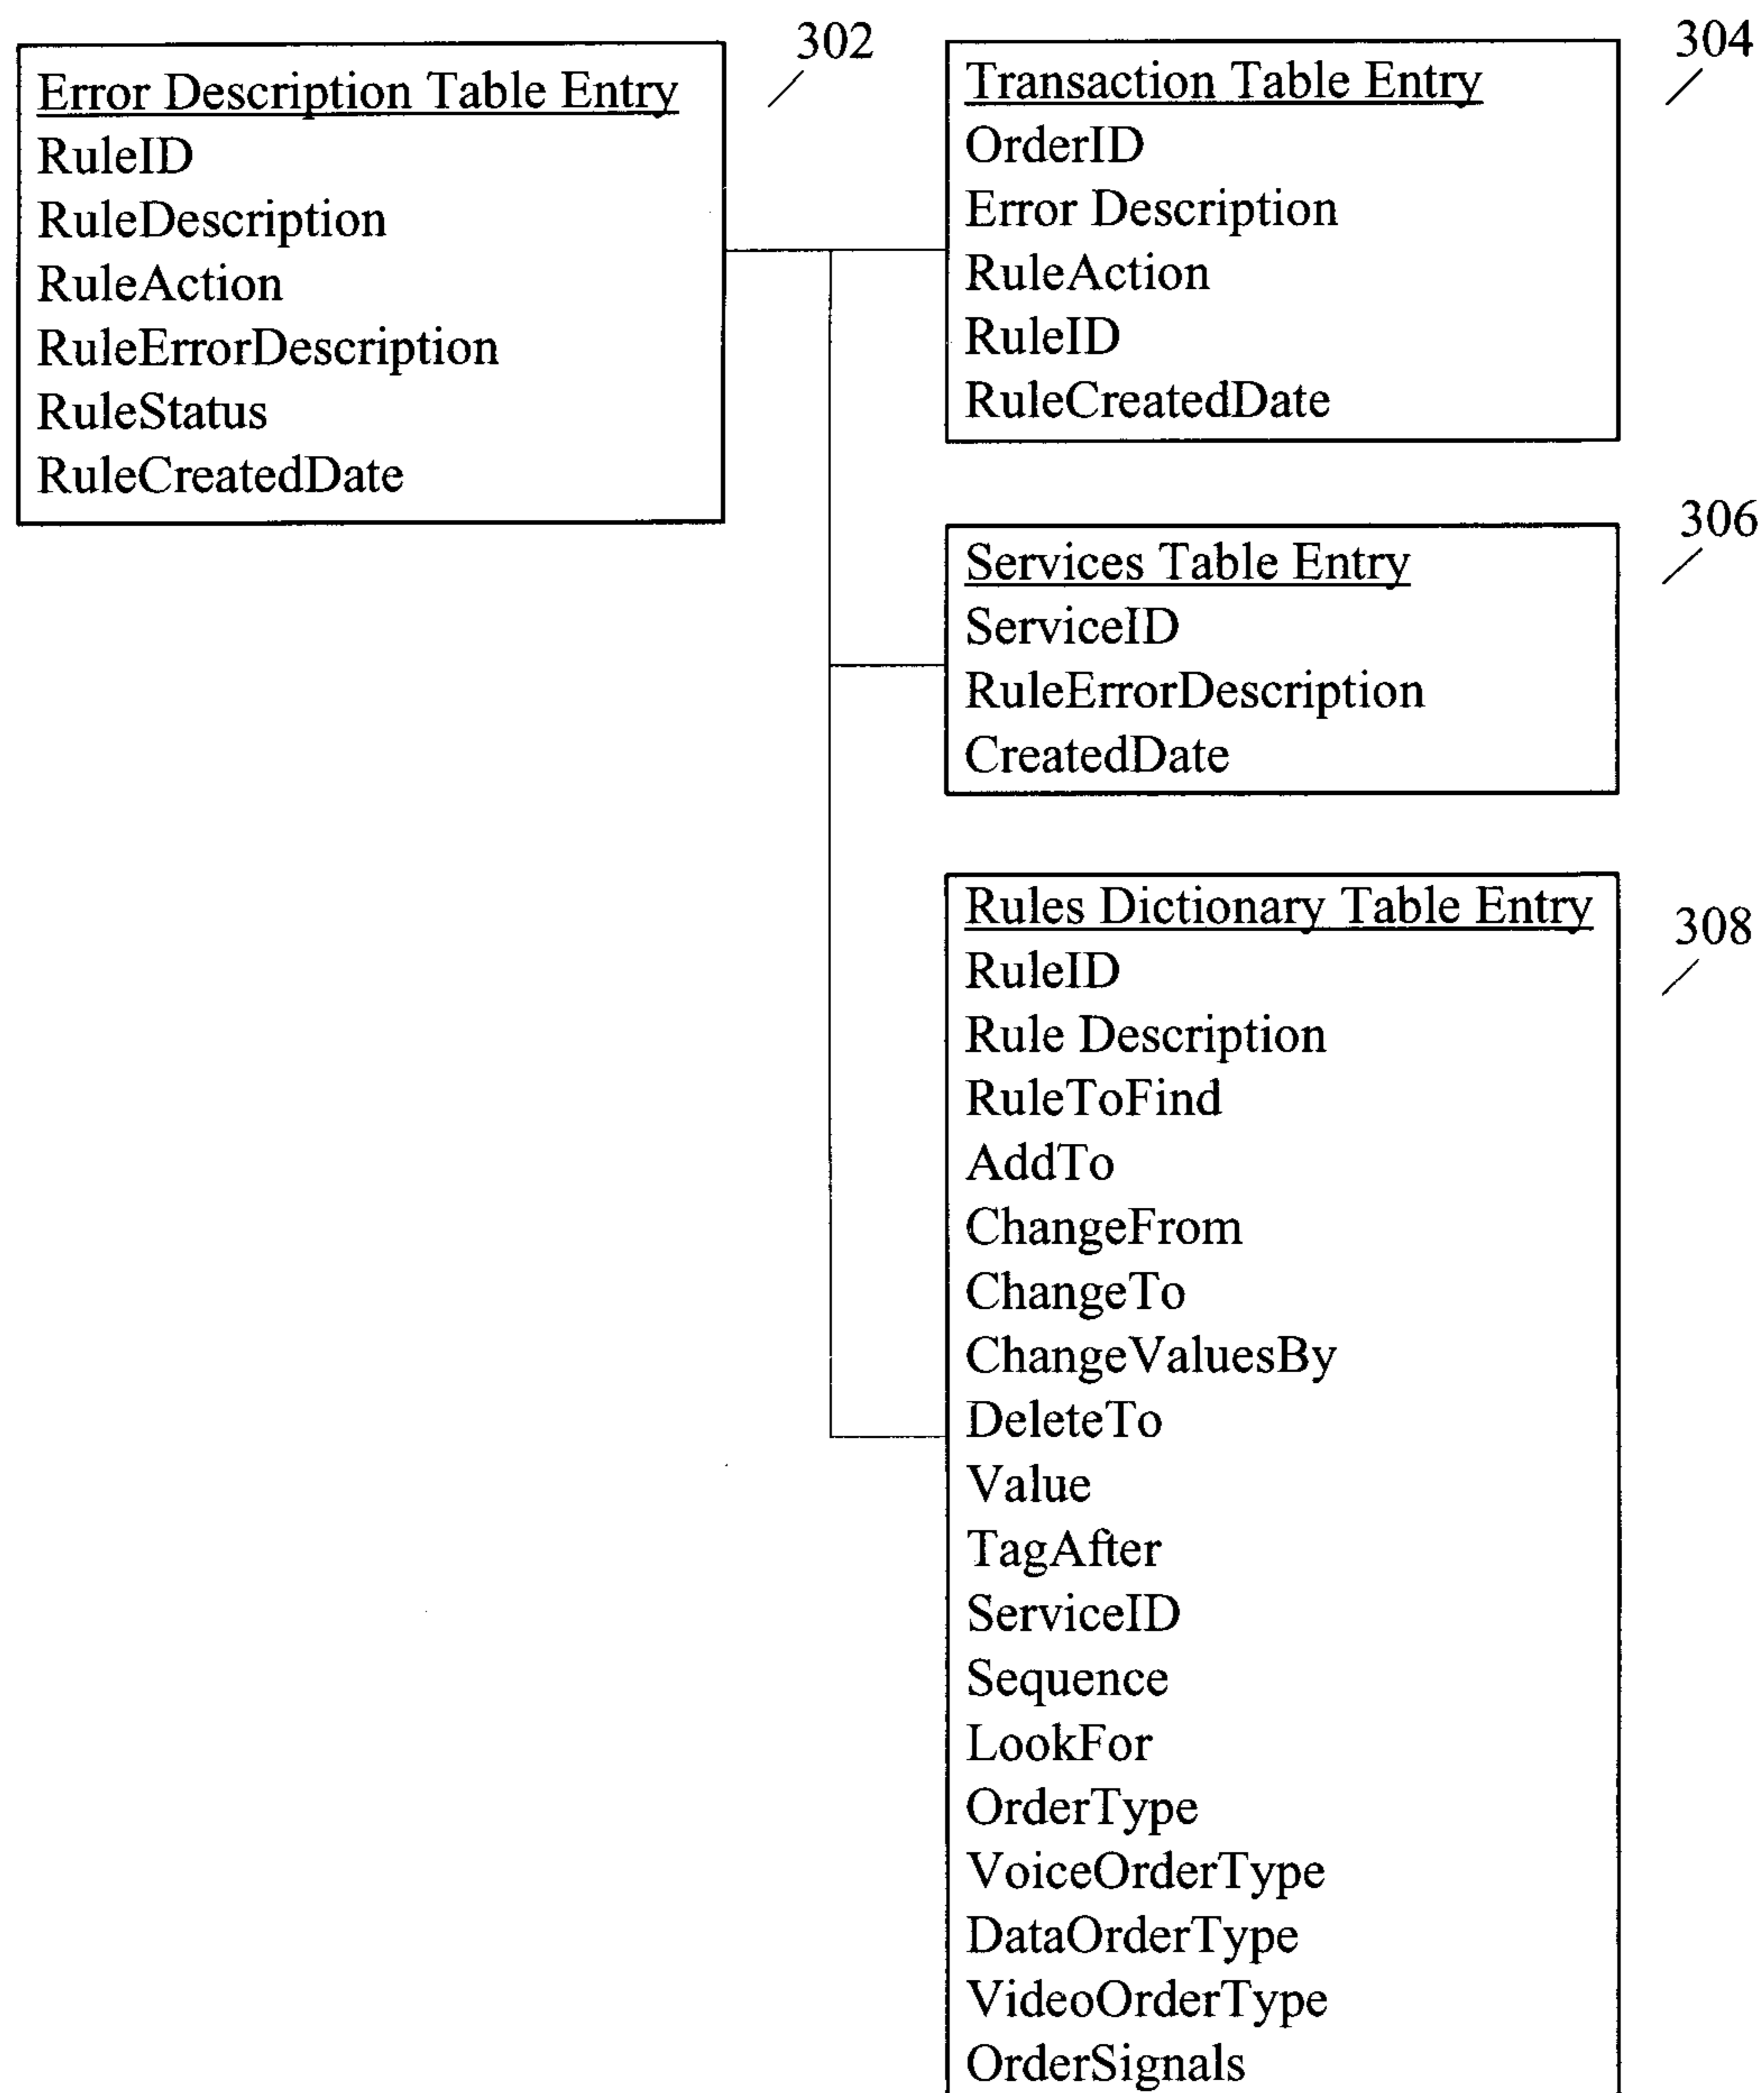 302
Error Description Table Entry
RuleID
RuleDescription
RuleAction
RuleErrorDescription
RuleStatus
RuleCreatedDate
304
Transaction Table Entry
OrderID
Error Description
RuleAction
RuleID
RuleCreatedDate
306
Services Table Entry
ServiceID
RuleErrorDescription
CreatedDate
308
Rules Dictionary Table Entry
RuleID
Rule Description
RuleToFind
AddTo
ChangeFrom
ChangeTo
ChangeValuesBy
DeleteTo
Value
TagAfter
ServiceID
Sequence
LookFor
OrderType
VoiceOrderType
DataOrderType
VideoOrderType
OrderSignals